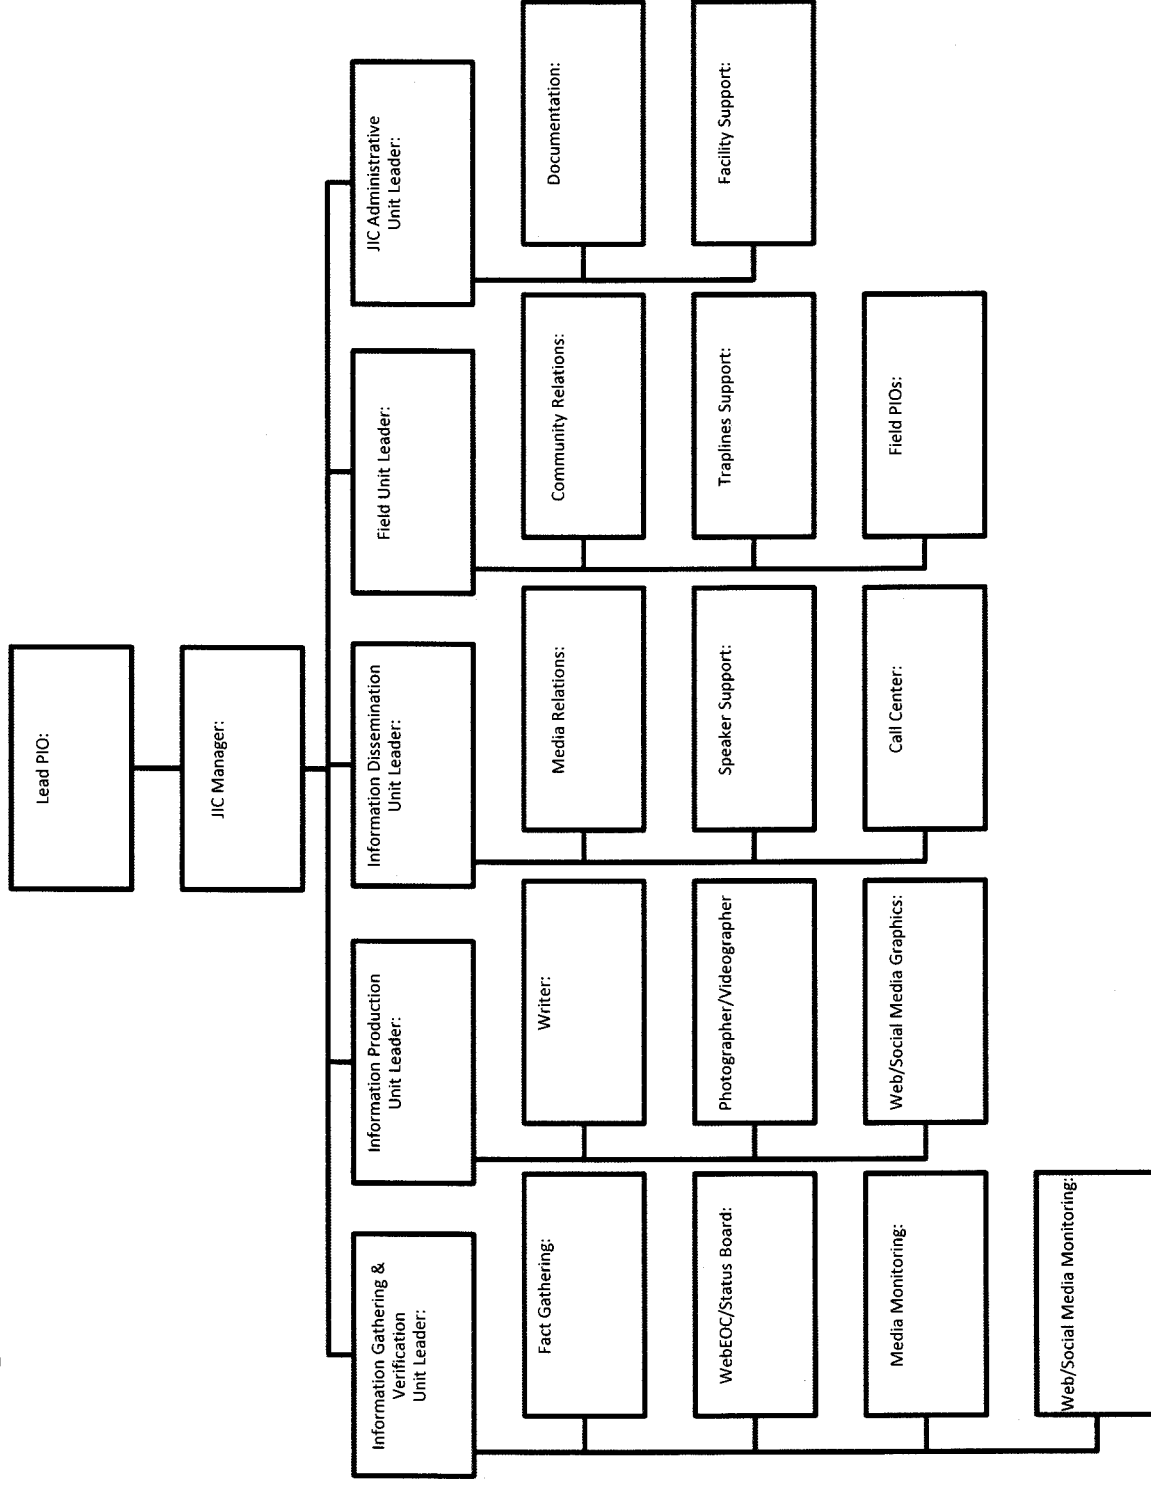 Lead PIO:
JIC Manager:
Information Gathering &
Verification
Unit Leader:
Fact Gathering:
WebEOC/Status Board:
Media Monitoring:
Web/Social Media Monitoring:
Information Production
Unit Leader:
Writer:
Photographer/Videographer
Web/Social Media Graphics:
Information Dissemination
Unit Leader:
Media Relations:
Speaker Support:
Call Center:
Field Unit Leader:
Community Relations:
Traplines Support:
Field PIOs:
JIC Administrative
Unit Leader:
Documentation:
Facility Support: